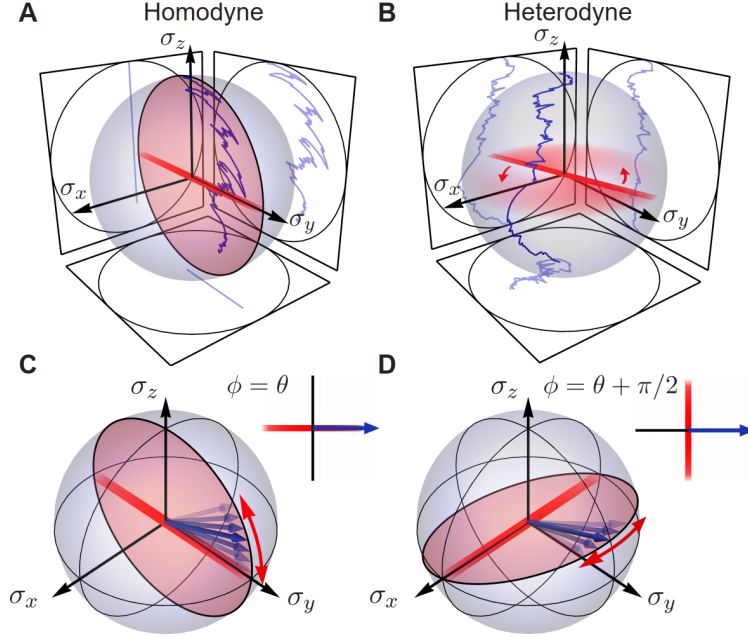 A Homodyne
B Heterodyne
σz
σz
σx
σy
σx
σy
C
D
σz
ϕ = θ
σz
ϕ = θ + π/2
σx
σy
σx
σy